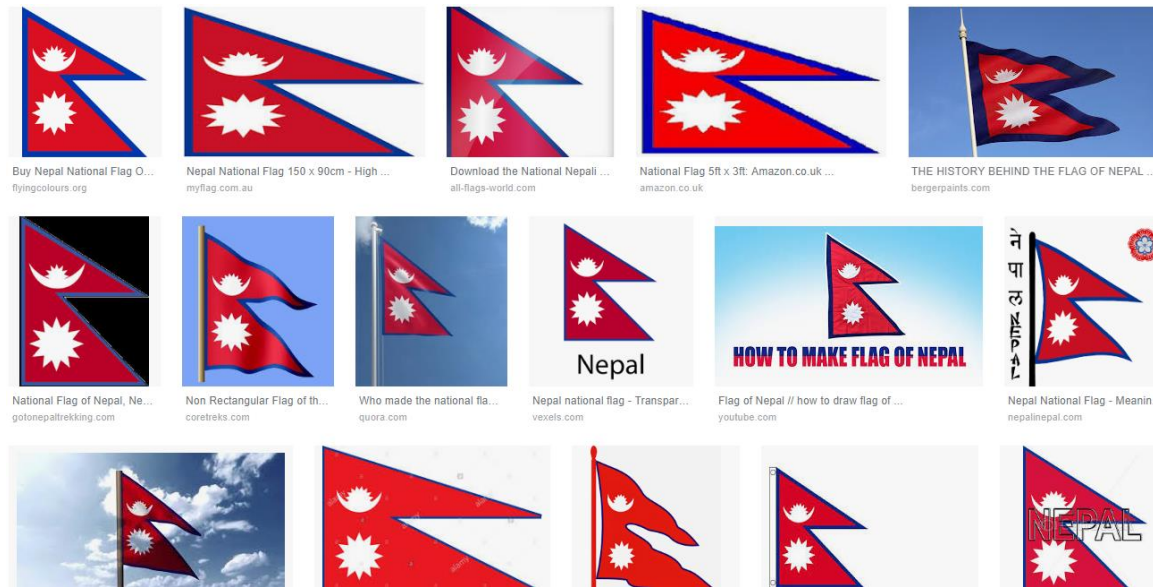 Buy Nepal National Flag O...
flyingcolours.org
Nepal National Flag 150 x 90cm - High ...
myflag.com.au
Download the National Nepali ...
all-flags-world.com
National Flag 5ft x 3ft: Amazon.co.uk ...
amazon.co.uk
THE HISTORY BEHIND THE FLAG OF NEPAL ...
bergerpaints.com
Nepal
HOW TO MAKE FLAG OF NEPAL
ने पा ल NEPAL
National Flag of Nepal, Ne...
gotonepaltrekking.com
Non Rectangular Flag of th...
coretreks.com
Who made the national fla...
quora.com
Nepal national flag - Transpar...
vexels.com
Flag of Nepal // how to draw flag of ...
youtube.com
Nepal National Flag - Meanin
nepalinepal.com
alamy
alamy
alamy
NEPAL